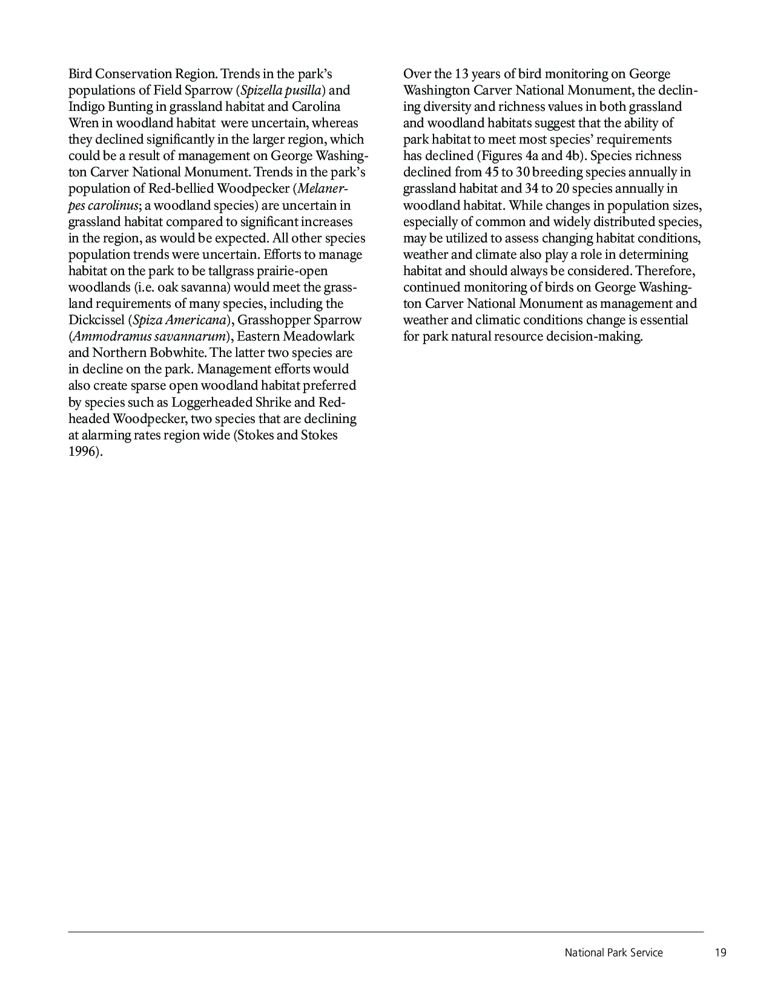 Bird Conservation Region. Trends in the park’s
populations of Field Sparrow (Spizella pusilla) and
Indigo Bunting in grassland habitat and Carolina
Wren in woodland habitat  were uncertain, whereas
they declined significantly in the larger region, which
could be a result of management on George Washing-
ton Carver National Monument. Trends in the park’s
population of Red-bellied Woodpecker (Melaner-
pes carolinus; a woodland species) are uncertain in
grassland habitat compared to significant increases
in the region, as would be expected. All other species
population trends were uncertain. Efforts to manage
habitat on the park to be tallgrass prairie-open
woodlands (i.e. oak savanna) would meet the grass-
land requirements of many species, including the
Dickcissel (Spiza Americana), Grasshopper Sparrow
(Ammodramus savannarum), Eastern Meadowlark
and Northern Bobwhite. The latter two species are
in decline on the park. Management efforts would
also create sparse open woodland habitat preferred
by species such as Loggerheaded Shrike and Red-
headed Woodpecker, two species that are declining
at alarming rates region wide (Stokes and Stokes
1996).
Over the 13 years of bird monitoring on George
Washington Carver National Monument, the declin-
ing diversity and richness values in both grassland
and woodland habitats suggest that the ability of
park habitat to meet most species’ requirements
has declined (Figures 4a and 4b). Species richness
declined from 45 to 30 breeding species annually in
grassland habitat and 34 to 20 species annually in
woodland habitat. While changes in population sizes,
especially of common and widely distributed species,
may be utilized to assess changing habitat conditions,
weather and climate also play a role in determining
habitat and should always be considered. Therefore,
continued monitoring of birds on George Washing-
ton Carver National Monument as management and
weather and climatic conditions change is essential
for park natural resource decision-making.
National Park Service 19